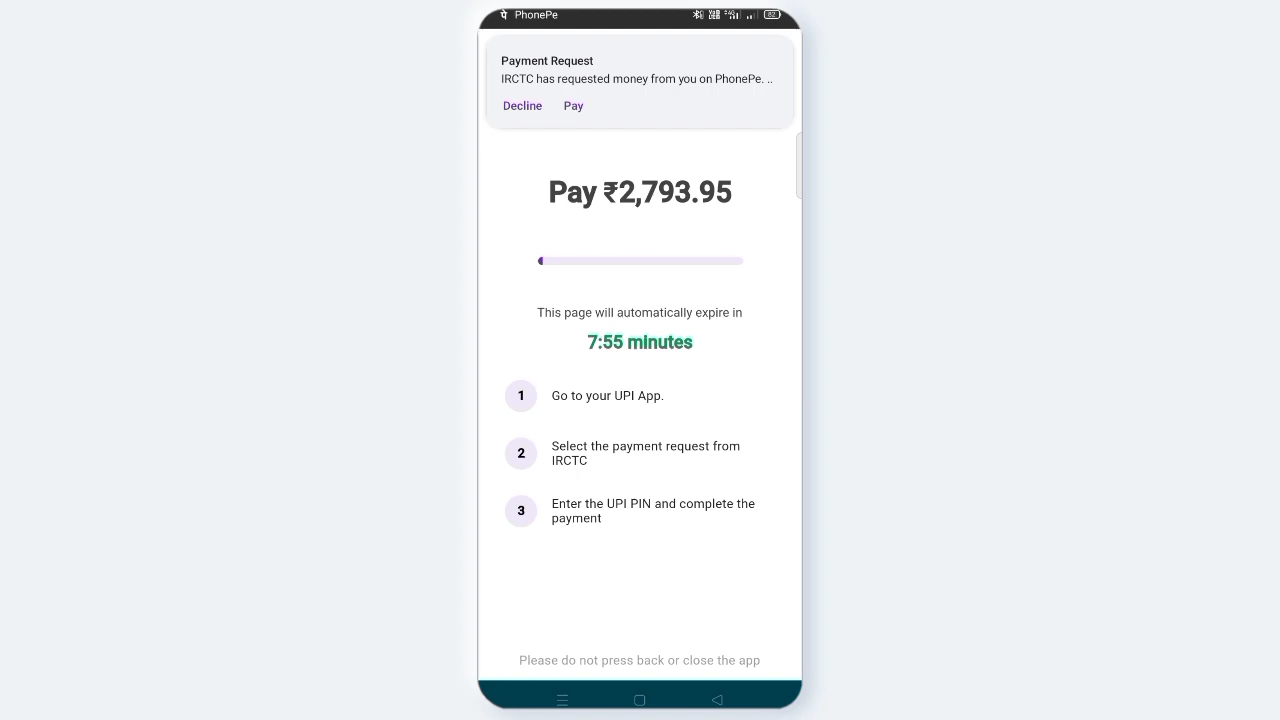 PhonePe
82
Payment Request
IRCTC has requested money from you on PhonePe. ..
Decline Pay
Pay ₹2,793.95
This page will automatically expire in
7:55 minutes
1 Go to your UPI App.
2 Select the payment request from
IRCTC
3 Enter the UPI PIN and complete the
payment
Please do not press back or close the app